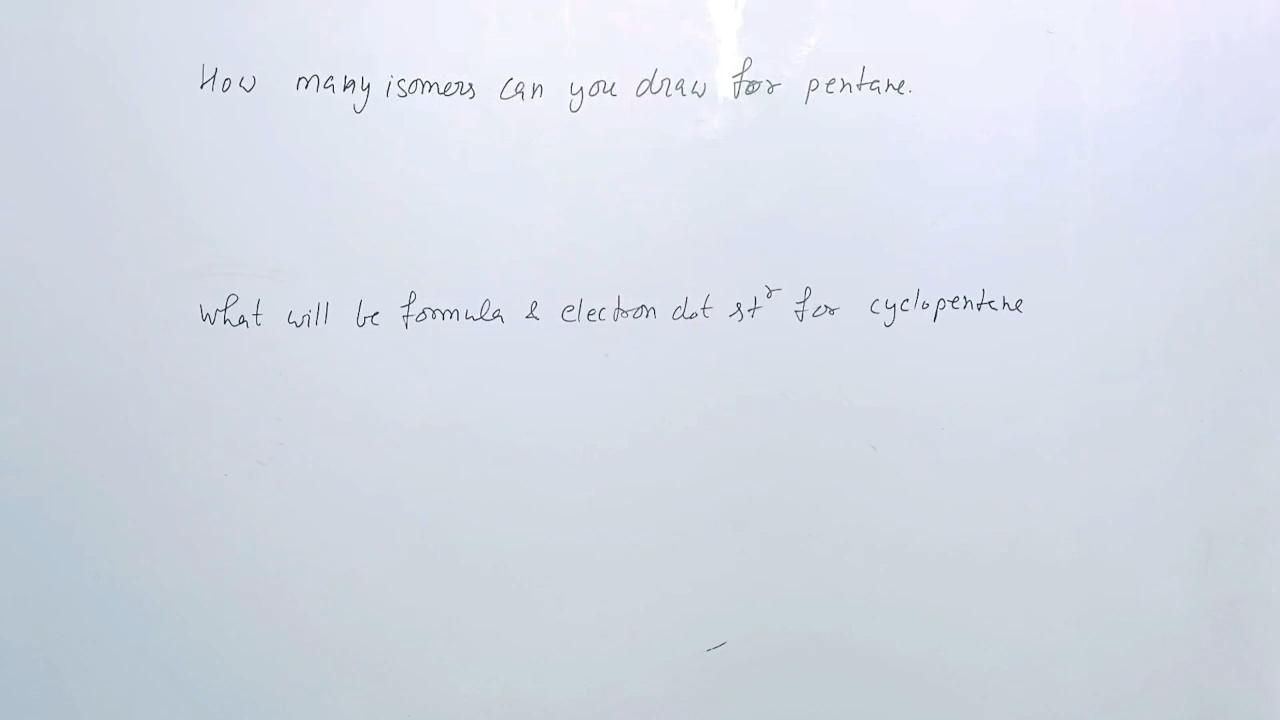 How many isomers can you draw for pentane.
What will be formula & electron dot stʳ for cyclopentane